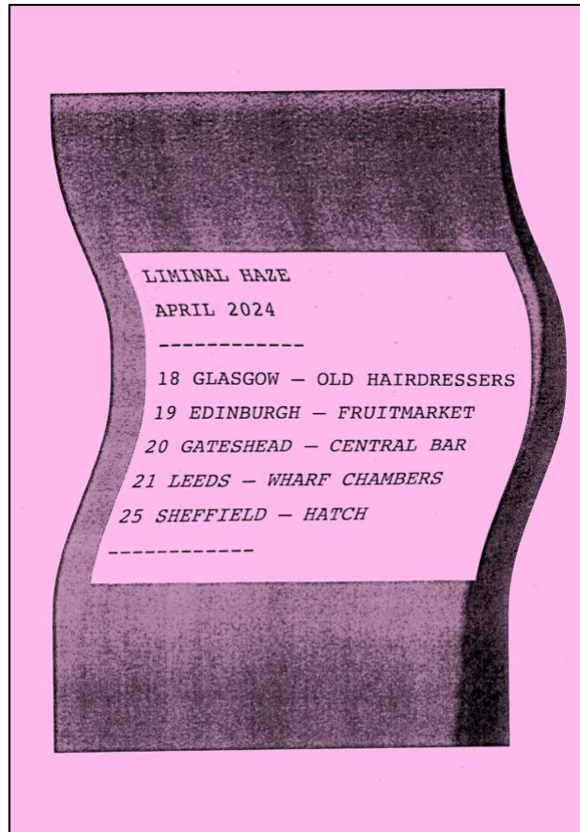 LIMINAL HAZE
APRIL 2024
------------
18 GLASGOW — OLD HAIRDRESSERS
19 EDINBURGH — FRUITMARKET
20 GATESHEAD — CENTRAL BAR
21 LEEDS — WHARF CHAMBERS
25 SHEFFIELD — HATCH
------------